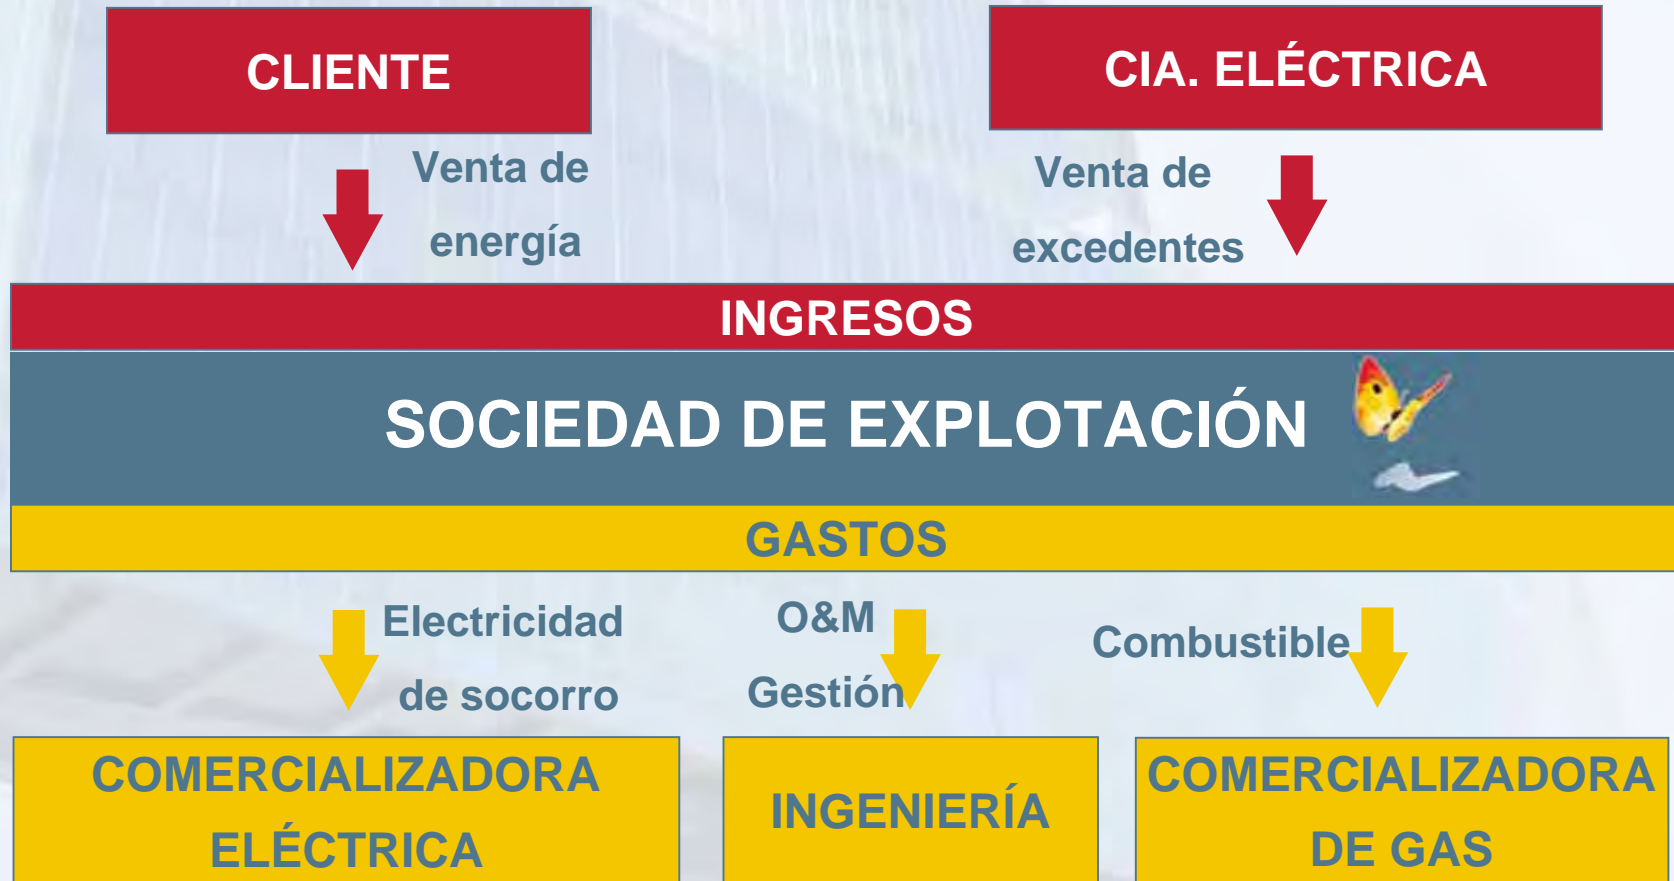 CLIENTE
CIA. ELÉCTRICA
Venta de
energía
Venta de
excedentes
INGRESOS
SOCIEDAD DE EXPLOTACIÓN
GASTOS
Electricidad
de socorro
O&M
Gestión
Combustible
COMERCIALIZADORA
ELÉCTRICA
INGENIERÍA
COMERCIALIZADORA
DE GAS